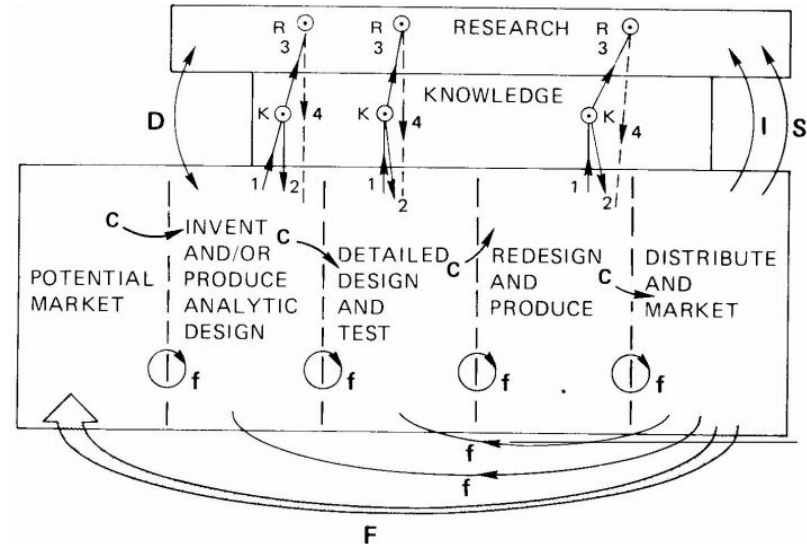 R R R
3 RESEARCH 3
3
KNOWLEDGE
D K 4 K 4 K 4 I S
1 2 1 2 1 2
C INVENT
AND/OR
PRODUCE
ANALYTIC
DESIGN
POTENTIAL
MARKET
C DETAILED
DESIGN
AND
TEST
C REDESIGN
AND
PRODUCE
C DISTRIBUTE
AND
MARKET
f f f f
f
f
F